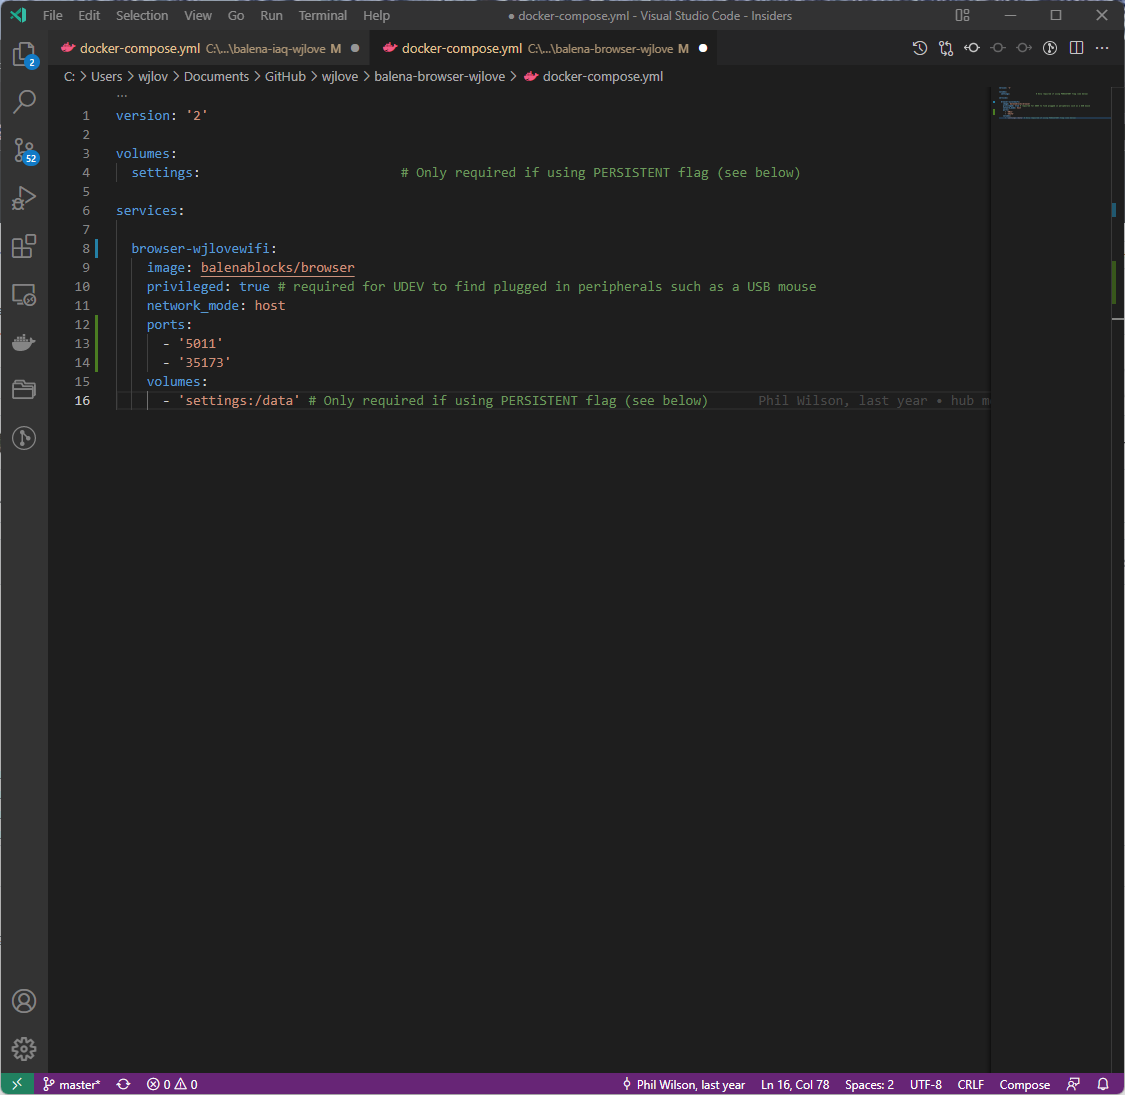 File Edit Selection View Go Run Terminal Help ● docker-compose.yml - Visual Studio Code - Insiders
docker-compose.yml C:\...\balena-iaq-wjlove M ● docker-compose.yml C:\...\balena-browser-wjlove M ●
C: > Users > wjlov > Documents > GitHub > wjlove > balena-browser-wjlove > docker-compose.yml
...
1 version: '2'
2
3 volumes:
4 settings: # Only required if using PERSISTENT flag (see below)
5
6 services:
7
8 browser-wjlovewifi:
9 image: balenablocks/browser
10 privileged: true # required for UDEV to find plugged in peripherals such as a USB mouse
11 network_mode: host
12 ports:
13 - '5011'
14 - '35173'
15 volumes:
16 - 'settings:/data' # Only required if using PERSISTENT flag (see below) Phil Wilson, last year • hub m
2
52
master* 0 0 Phil Wilson, last year Ln 16, Col 78 Spaces: 2 UTF-8 CRLF Compose